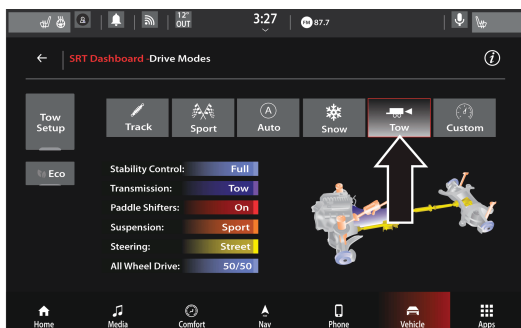 12"
OUT
3:27
FM 87.7
SRT Dashboard -Drive Modes
i
Tow
Setup
Eco
Track
Sport
A
Auto
Snow
Tow
Custom
Stability Control: Full
Transmission: Tow
Paddle Shifters: On
Suspension: Sport
Steering: Street
All Wheel Drive: 50/50
Home
Media
Comfort
Nav
Phone
Vehicle
Apps